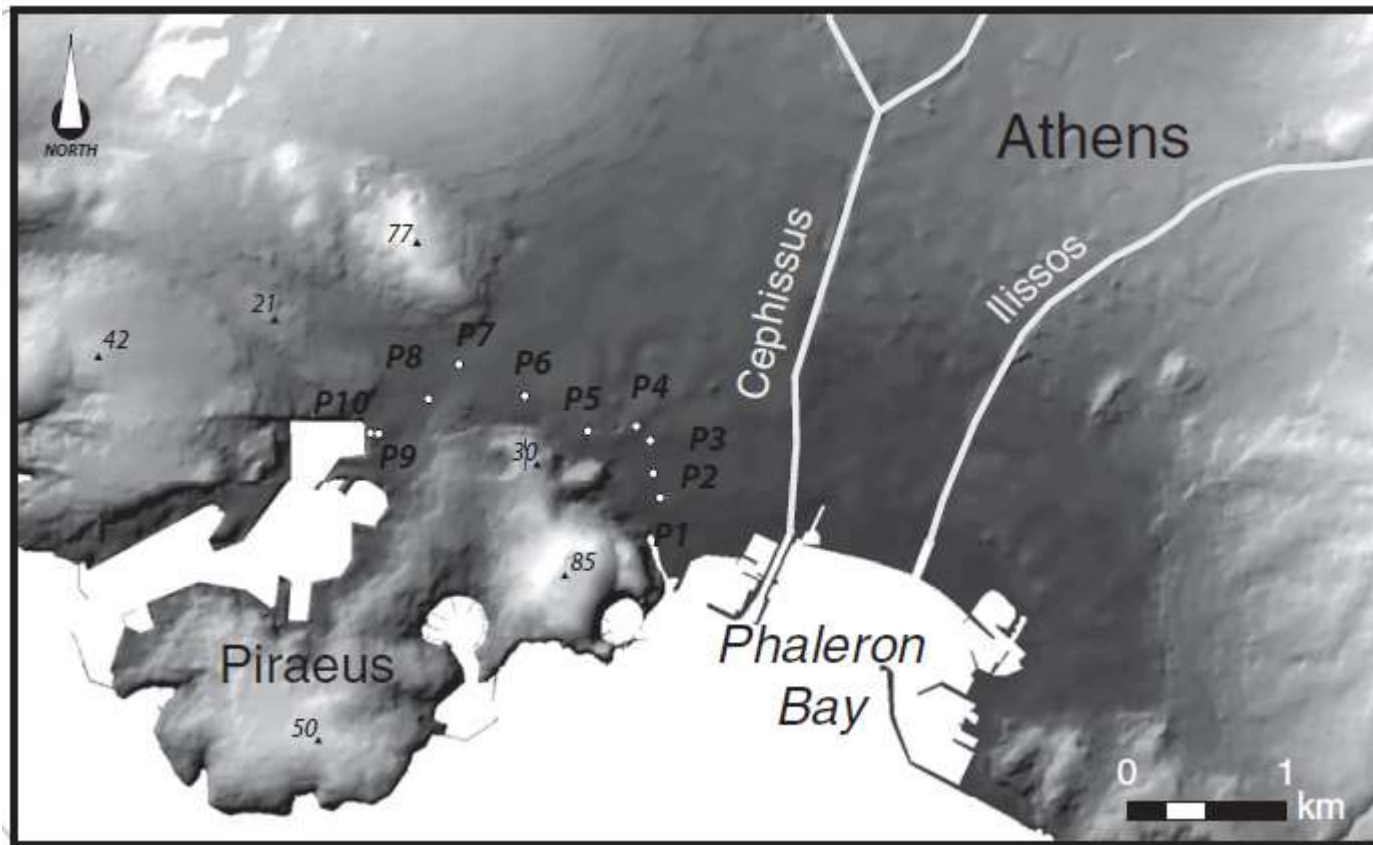 NORTH
Athens
Cephissus
Ilissos
77
21
42
P7
P8
P6
P10
P5
P4
P9
30
P3
P2
P1
85
Piraeus
50
Phaleron
Bay
0 1
km